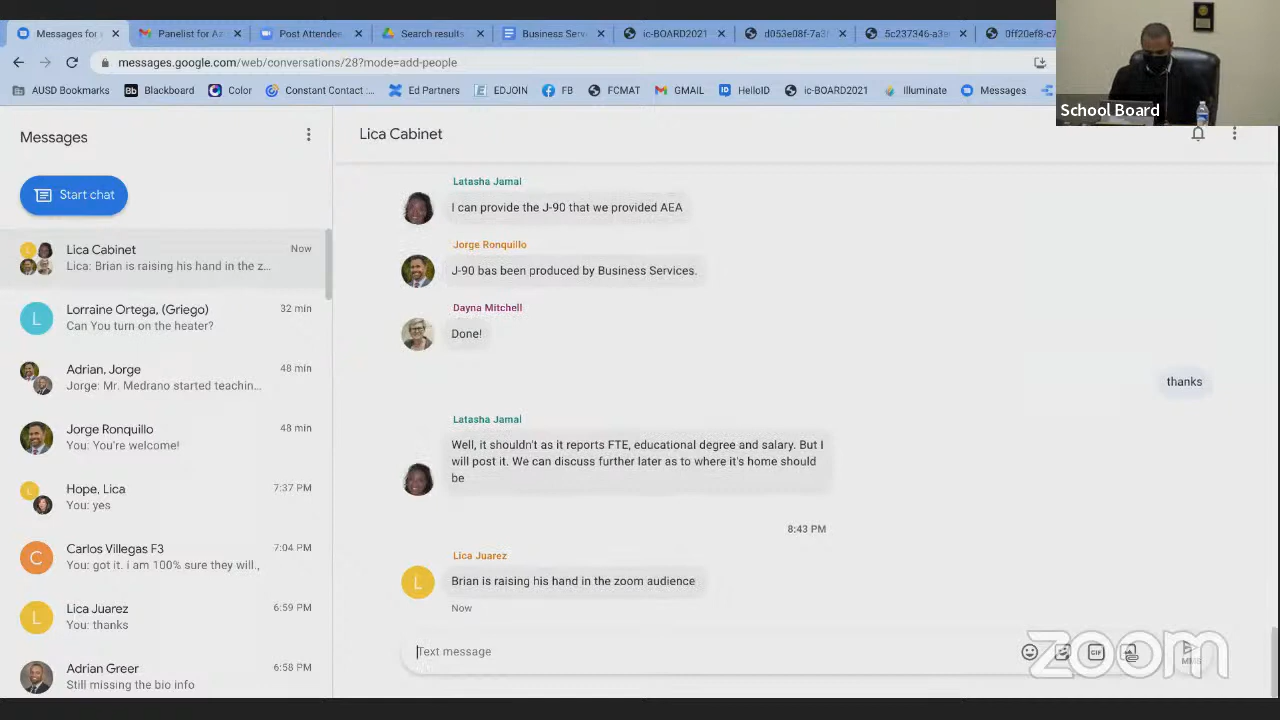 Messages for
Panelist for Az
Post Attendee
Search results
Business Serv
ic-BOARD2021
d053e08f-7a3/
5c237346-a3a
0ff20ef8-c7
messages.google.com/web/conversations/28?mode=add-people
AUSD Bookmarks
Blackboard
Color
Constant Contact ...
Ed Partners
EDJOIN
FB
FCMAT
GMAIL
HelloID
ic-BOARD2021
Illuminate
Messages
School Board
Messages
Start chat
Lica Cabinet
Now
Lica: Brian is raising his hand in the z...
Lorraine Ortega, (Griego)
32 min
Can You turn on the heater?
Adrian, Jorge
48 min
Jorge: Mr. Medrano started teachin...
Jorge Ronquillo
48 min
You: You're welcome!
Hope, Lica
7:37 PM
You: yes
Carlos Villegas F3
7:04 PM
You: got it. i am 100% sure they will.,
Lica Juarez
6:59 PM
You: thanks
Adrian Greer
6:58 PM
Still missing the bio info
Lica Cabinet
Latasha Jamal
I can provide the J-90 that we provided AEA
Jorge Ronquillo
J-90 bas been produced by Business Services.
Dayna Mitchell
Done!
thanks
Latasha Jamal
Well, it shouldn't as it reports FTE, educational degree and salary. But I
will post it. We can discuss further later as to where it's home should
be
8:43 PM
Lica Juarez
Brian is raising his hand in the zoom audience
Now
Text message
GIF
MMS
zoom